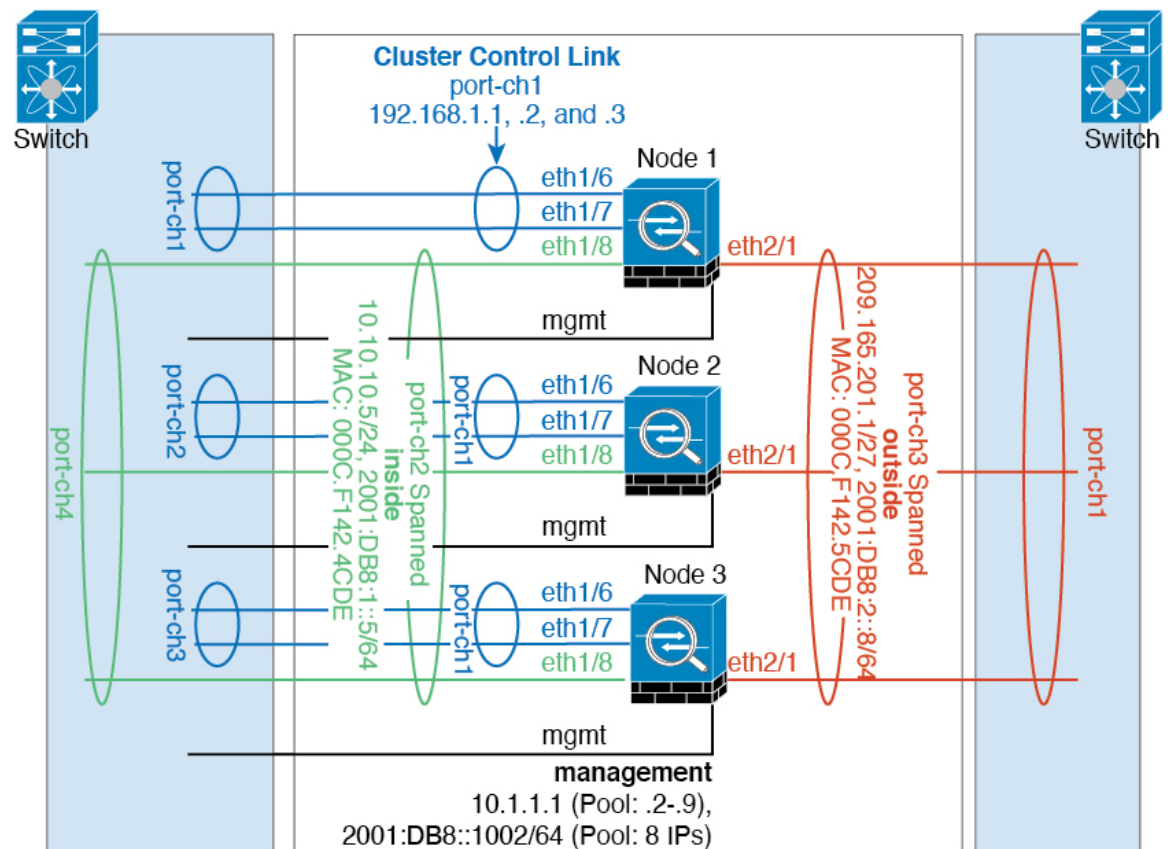 Switch
Switch
Cluster Control Link
port-ch1
192.168.1.1, .2, and .3
Node 1
port-ch1
eth1/6
eth1/7
eth1/8
eth2/1
mgmt
Node 2
port-ch2
port-ch1
eth1/6
eth1/7
eth1/8
eth2/1
mgmt
Node 3
port-ch3
port-ch1
eth1/6
eth1/7
eth1/8
eth2/1
mgmt
port-ch4
port-ch2 Spanned
inside
10.10.10.5/24, 2001:DB8:1::5/64
MAC: 000C.F142.4CDE
port-ch3 Spanned
outside
209.165.201.1/27, 2001:DB8:2::8/64
MAC: 000C.F142.5CDE
port-ch1
management
10.1.1.1 (Pool: .2-.9),
2001:DB8::1002/64 (Pool: 8 IPs)